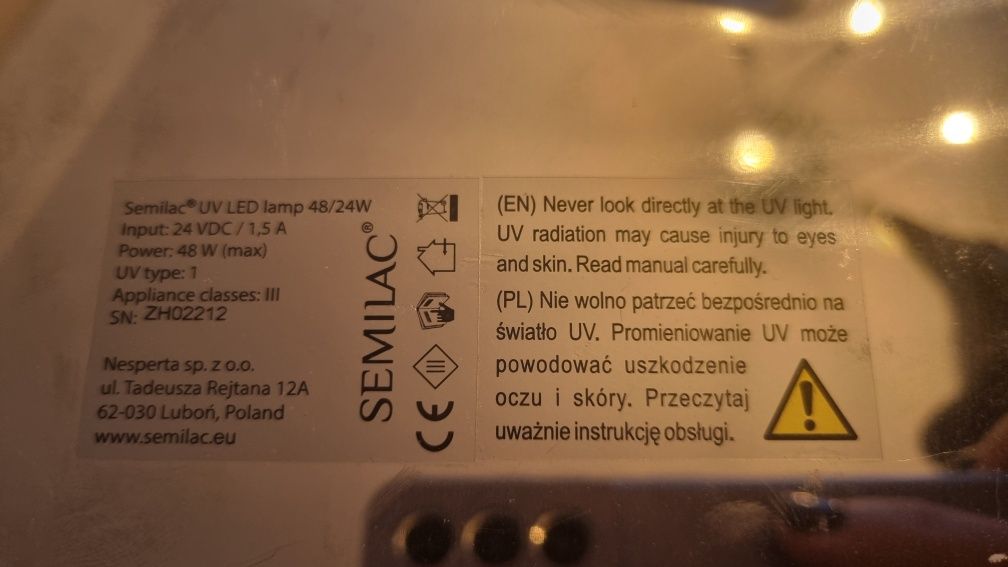 Semilac® UV LED lamp 48/24W
Input: 24 VDC / 1,5 A
Power: 48 W (max)
UV type: 1
Appliance classes: III
SN: ZH02212
Nesperta sp. z o.o.
ul. Tadeusza Rejtana 12A
62-030 Luboń, Poland
www.semilac.eu
SEMILAC®
CE
(EN) Never look directly at the UV light.
UV radiation may cause injury to eyes
and skin. Read manual carefully.
(PL) Nie wolno patrzeć bezpośrednio na
światło UV. Promieniowanie UV może
powodować uszkodzenie
oczu i skóry. Przeczytaj
uważnie instrukcję obsługi.